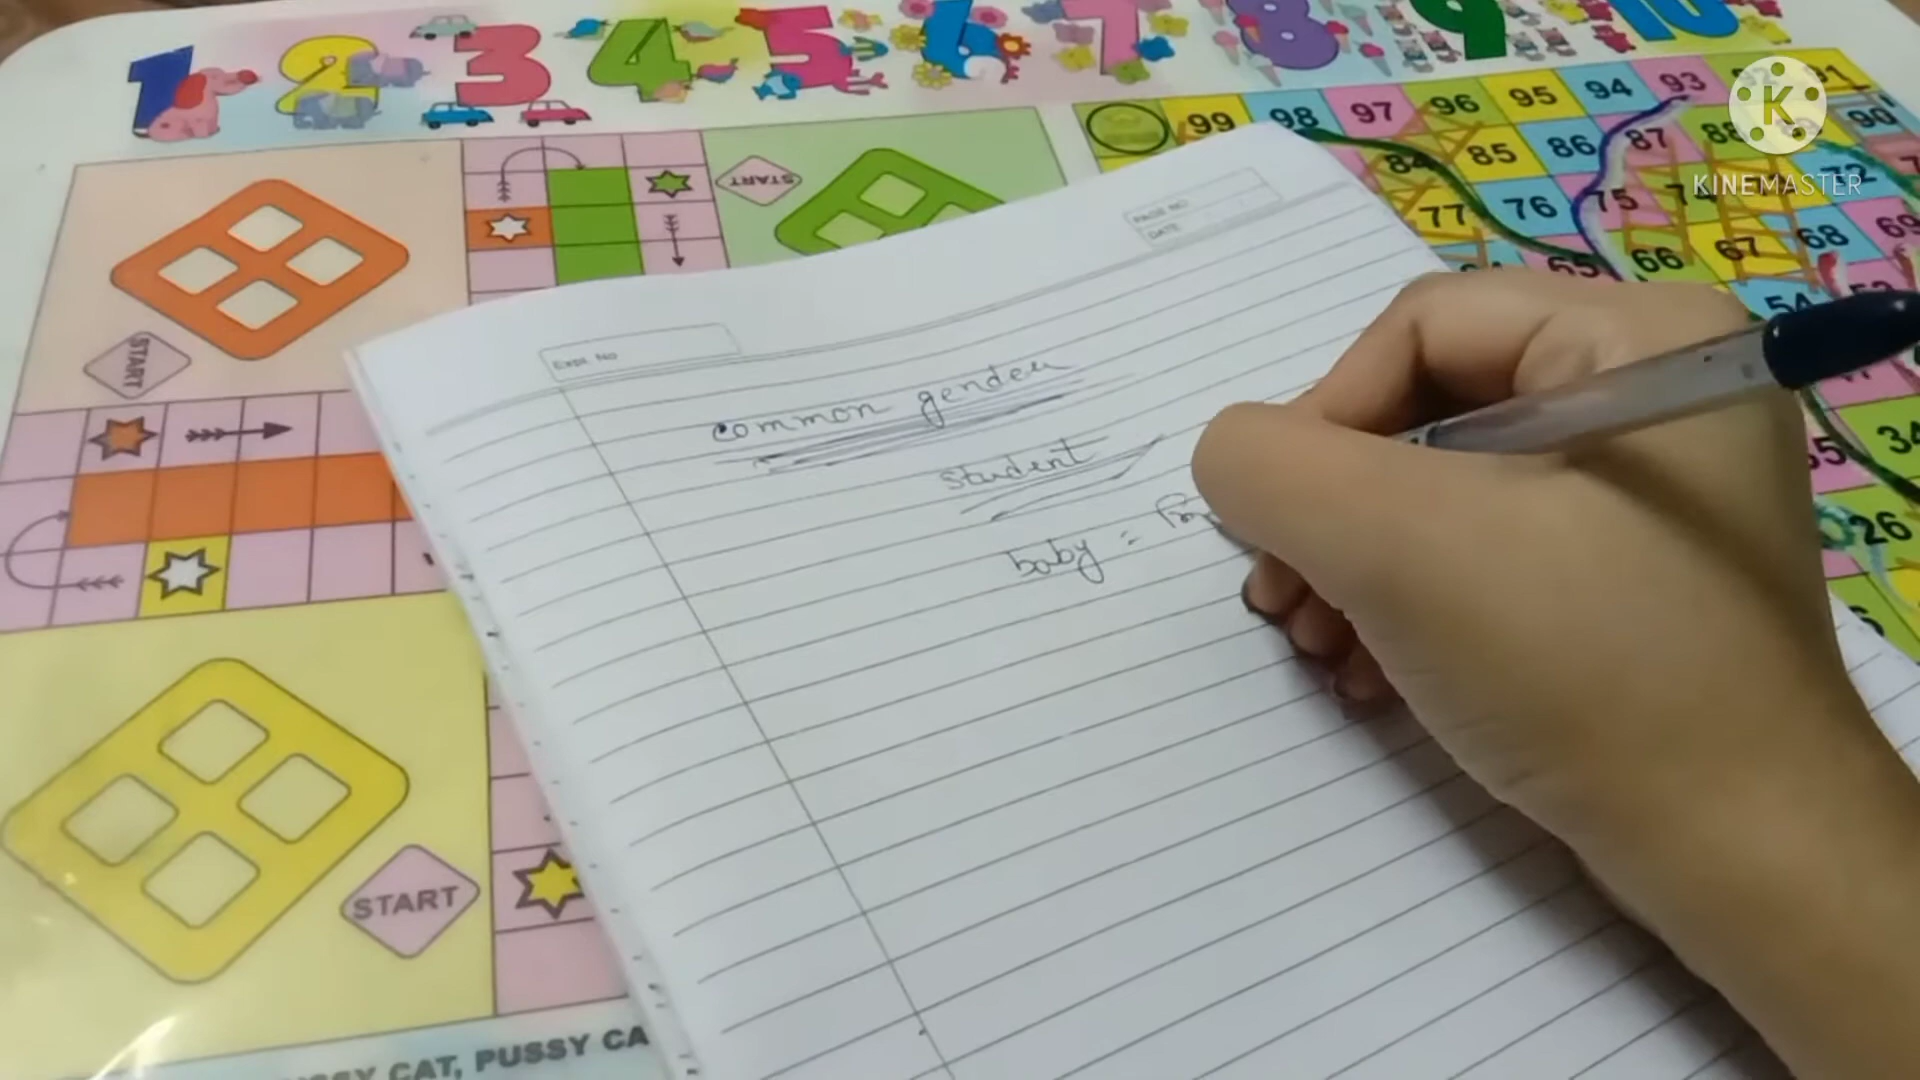 1 2 3 4 5 6 7 8 9 10
99 98 97 96 95 94 93 91
84 85 86 87 88 90
77 76 75 72
65 66 67 68 69
54
34
26
START
START
START
KINEMASTER
PAGE NO
DATE
Expt. No
common gender
student
baby =
CAT, PUSSY CA